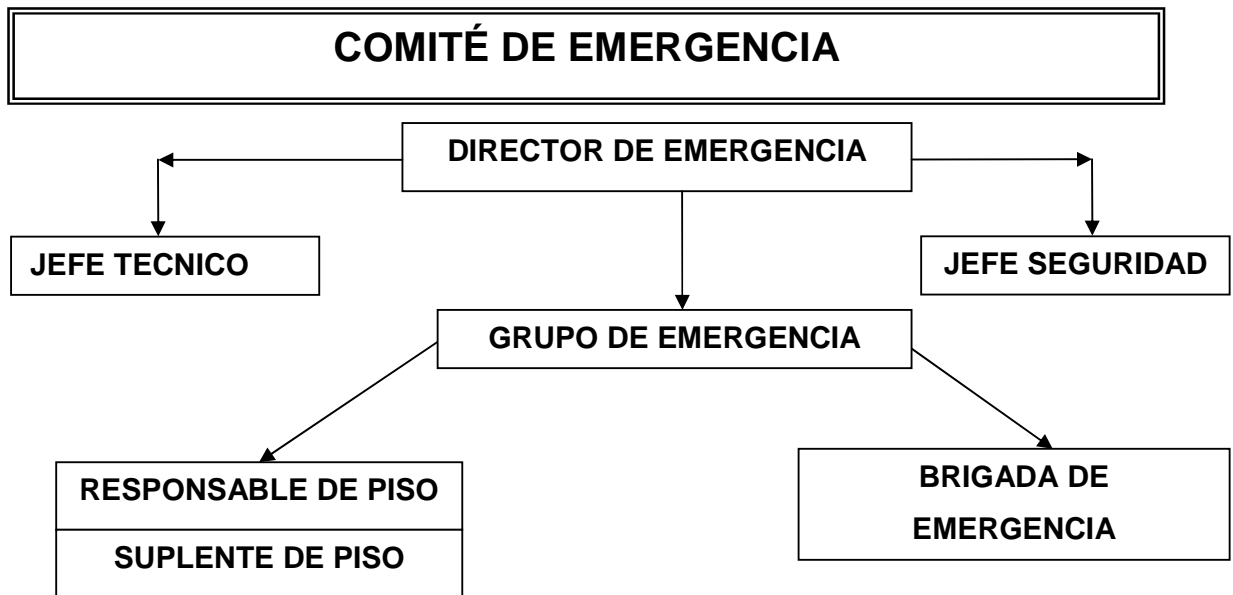 COMITÉ DE EMERGENCIA
DIRECTOR DE EMERGENCIA
JEFE TECNICO
JEFE SEGURIDAD
GRUPO DE EMERGENCIA
RESPONSABLE DE PISO
SUPLENTE DE PISO
BRIGADA DE
EMERGENCIA